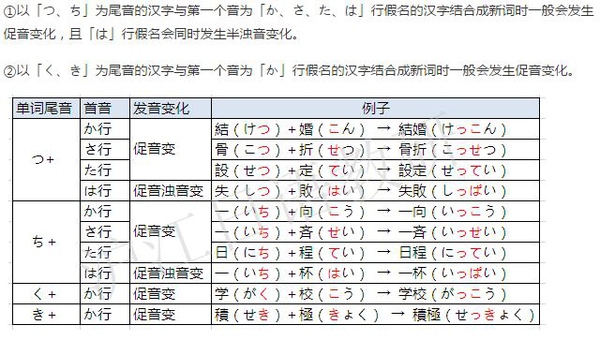 ①以「つ、ち」为尾音的汉字与第一个音为「か、さ、た、は」行假名的汉字结合成新词时一般会发生
促音变化，且「は」行假名会同时发生半浊音变化。
②以「く、き」为尾音的汉字与第一个音为「か」行假名的汉字结合成新词时一般会发生促音变化。
单词尾音 首音 发音变化 例子
つ+ か行 促音变 結（けつ）+婚（こん） → 結婚（けっこん）
さ行 骨（こつ）+折（せつ） → 骨折（こっせつ）
た行 設（せつ）+定（てい） → 設定（せってい）
は行 促音浊音变 失（しつ）+敗（はい） → 失敗（しっぱい）
ち+ か行 促音变 一（いち）+向（こう） → 一向（いっこう）
さ行 一（いち）+斉（せい） → 一斉（いっせい）
た行 日（にち）+程（てい） → 日程（にってい）
は行 促音浊音变 一（いち）+杯（はい） → 一杯（いっぱい）
く+ か行 促音变 学（がく）+校（こう） → 学校（がっこう）
き+ か行 促音变 積（せき）+極（きょく） → 積極（せっきょく）